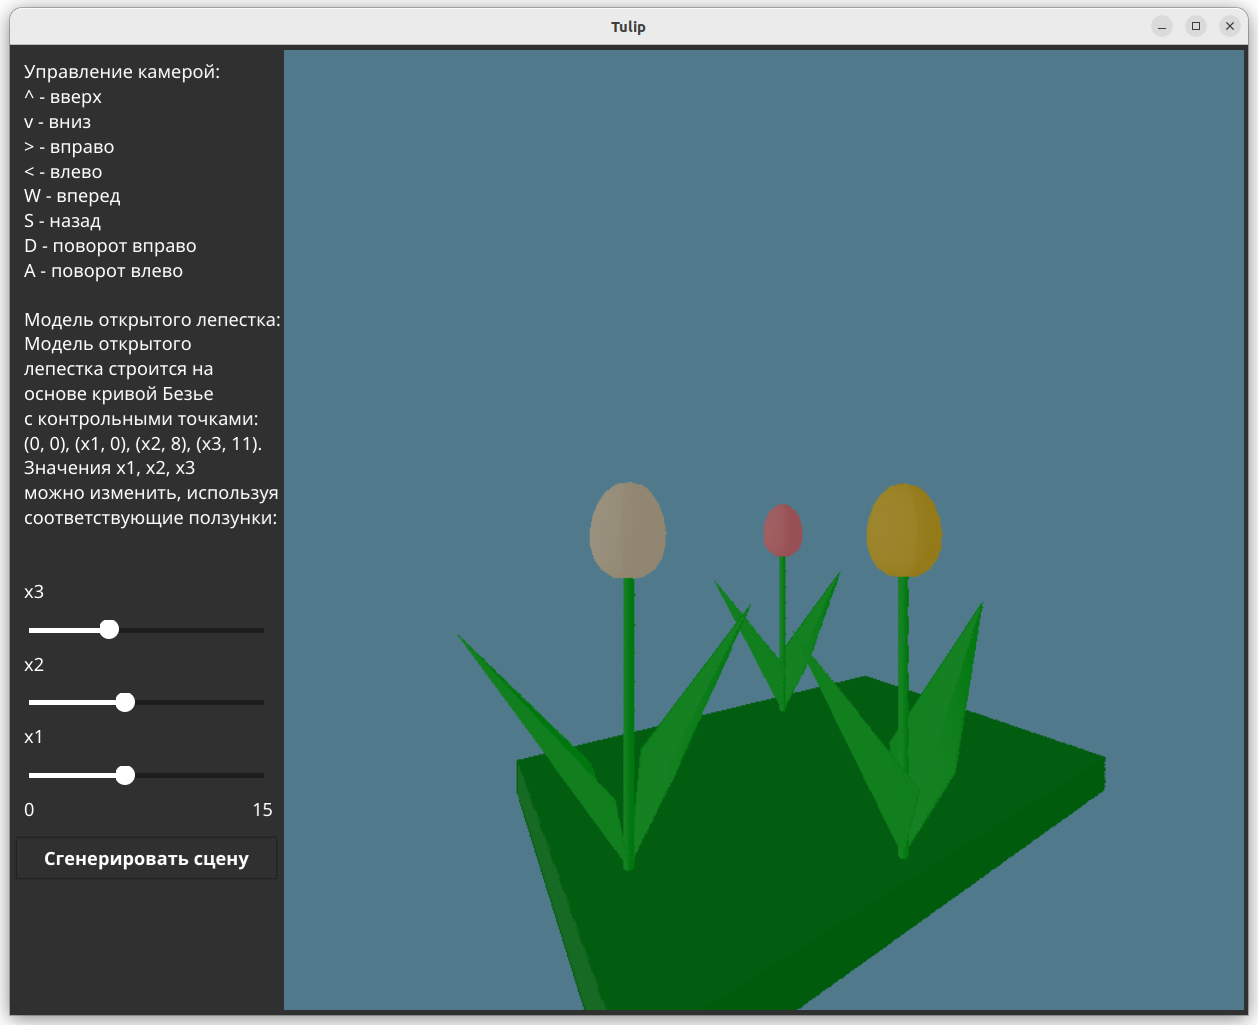 Tulip
Управление камерой:
^ - вверх
v - вниз
> - вправо
< - влево
W - вперед
S - назад
D - поворот вправо
A - поворот влево
Модель открытого лепестка:
Модель открытого
лепестка строится на
основе кривой Безье
с контрольными точками:
(0, 0), (x1, 0), (x2, 8), (x3, 11).
Значения x1, x2, x3
можно изменить, используя
соответствующие ползунки:
x3
x2
x1
0 15
Сгенерировать сцену